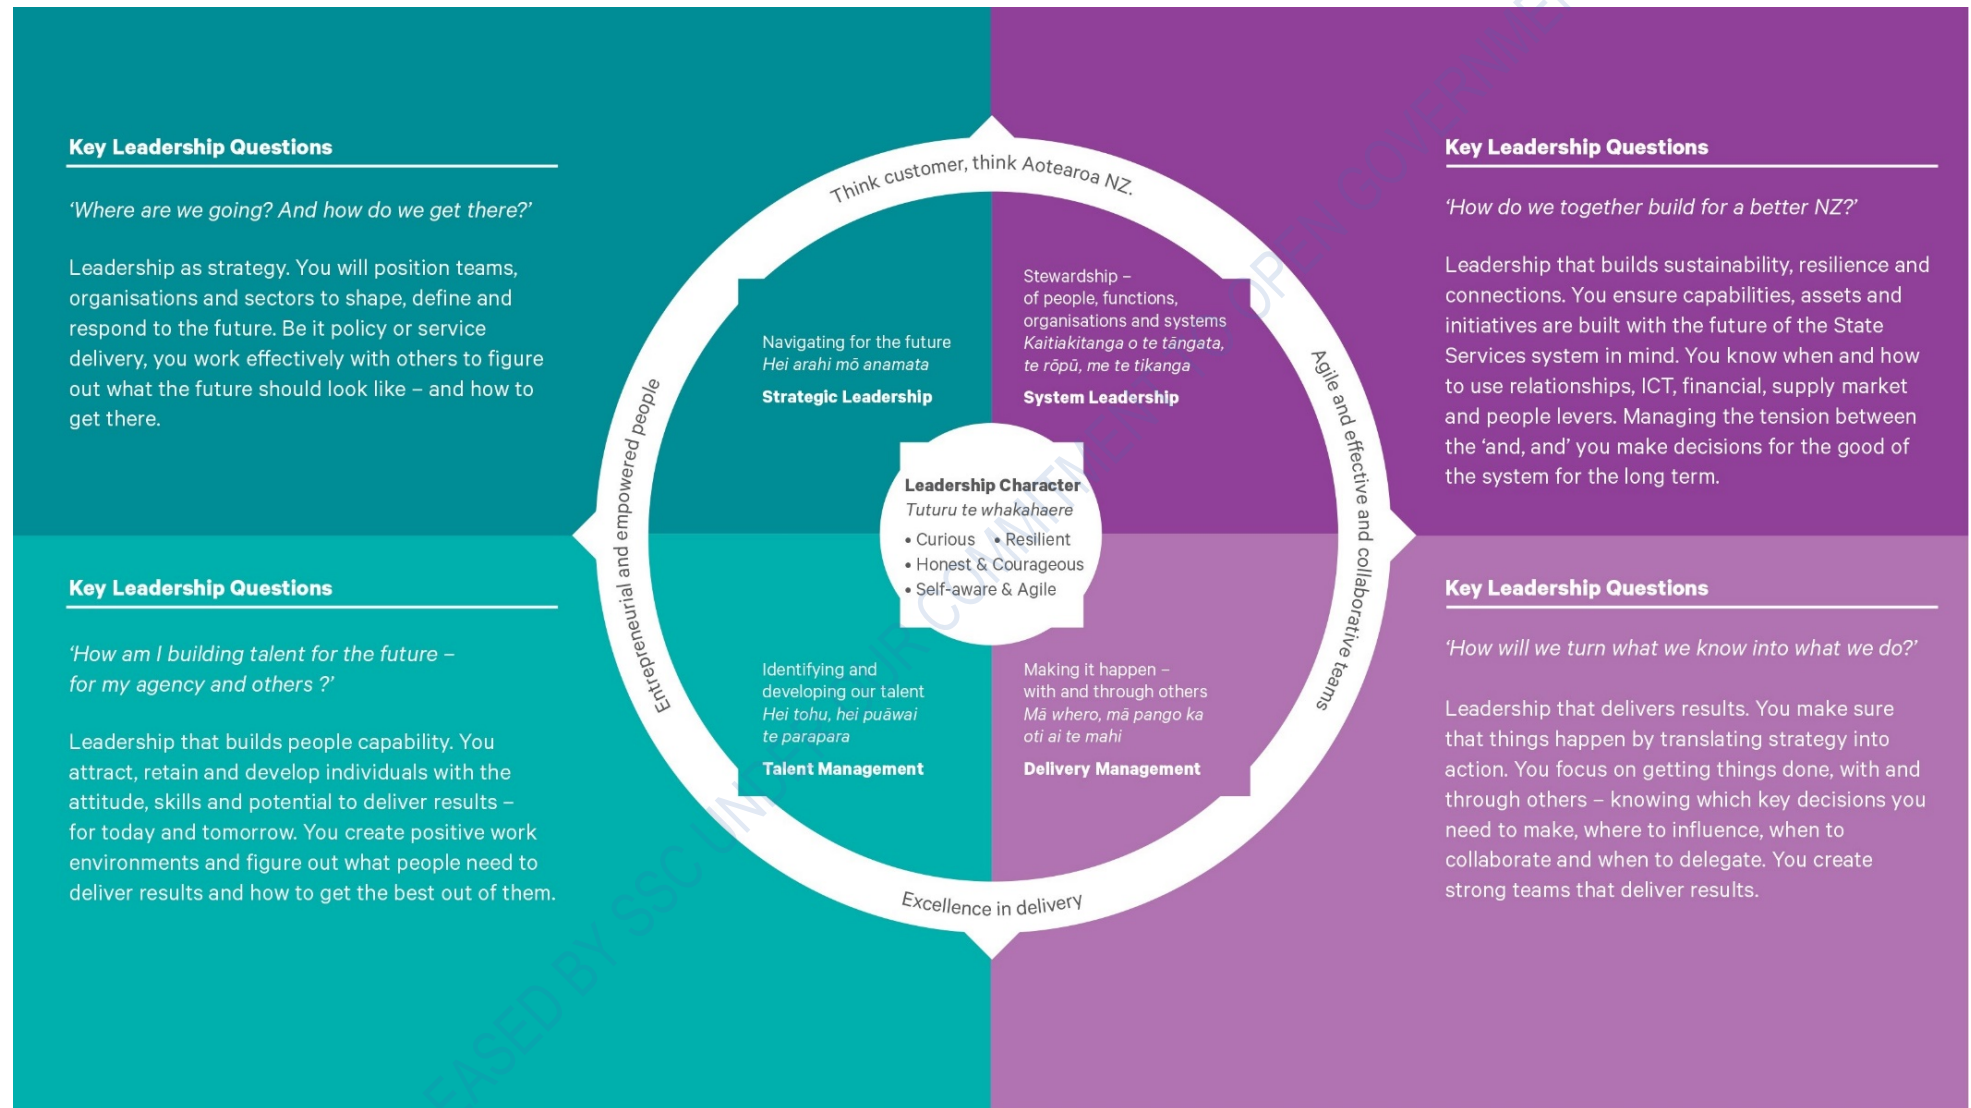 Key Leadership Questions
‘Where are we going? And how do we get there?’
Leadership as strategy. You will position teams,
organisations and sectors to shape, define and
respond to the future. Be it policy or service
delivery, you work effectively with others to figure
out what the future should look like – and how to
get there.
Key Leadership Questions
‘How do we together build for a better NZ?’
Leadership that builds sustainability, resilience and
connections. You ensure capabilities, assets and
initiatives are built with the future of the State
Services system in mind. You know when and how
to use relationships, ICT, financial, supply market
and people levers. Managing the tension between
the ‘and, and’ you make decisions for the good of
the system for the long term.
Key Leadership Questions
‘How am I building talent for the future –
for my agency and others ?’
Leadership that builds people capability. You
attract, retain and develop individuals with the
attitude, skills and potential to deliver results –
for today and tomorrow. You create positive work
environments and figure out what people need to
deliver results and how to get the best out of them.
Key Leadership Questions
‘How will we turn what we know into what we do?’
Leadership that delivers results. You make sure
that things happen by translating strategy into
action. You focus on getting things done, with and
through others – knowing which key decisions you
need to make, where to influence, when to
collaborate and when to delegate. You create
strong teams that deliver results.
Think customer, think Aotearoa NZ.
Agile and effective and collaborative teams
Excellence in delivery
Entrepreneurial and empowered people
Navigating for the future
Hei arahi mō anamata
Strategic Leadership
Stewardship –
of people, functions,
organisations and systems
Kaitiakitanga o te tāngata,
te rōpū, me te tikanga
System Leadership
Leadership Character
Tuturu te whakahaere
• Curious • Resilient
• Honest & Courageous
• Self-aware & Agile
Identifying and
developing our talent
Hei tohu, hei puāwai
te parapara
Talent Management
Making it happen –
with and through others
Mā whero, mā pango ka
oti ai te mahi
Delivery Management
BY SSC UNDER OUR COMMITMENT OPEN